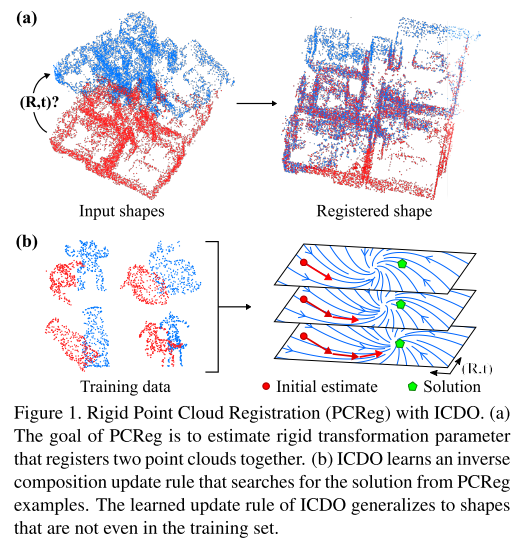 (a)
(R,t)?
Input shapes
Registered shape
(b)
(R,t)
Training data
Initial estimate
Solution
Figure 1. Rigid Point Cloud Registration (PCReg) with ICDO. (a)
The goal of PCReg is to estimate rigid transformation parameter
that registers two point clouds together. (b) ICDO learns an inverse
composition update rule that searches for the solution from PCReg
examples. The learned update rule of ICDO generalizes to shapes
that are not even in the training set.